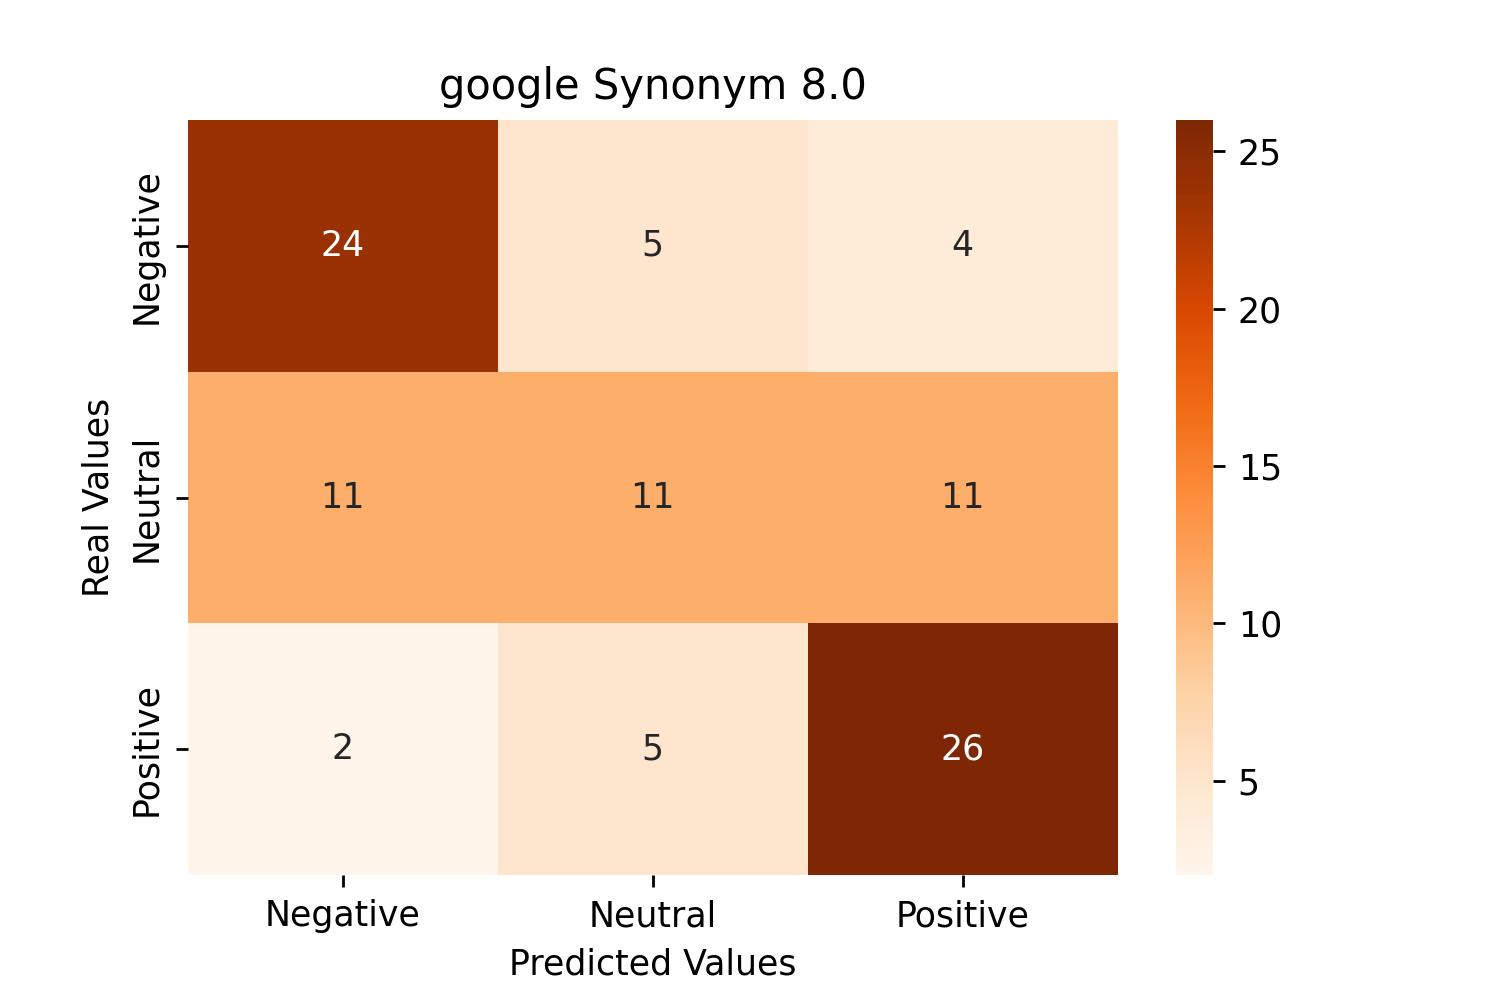 google Synonym 8.0
Real Values
Negative
24
5
4
Neutral
11
11
11
Positive
2
5
26
Negative
Neutral
Positive
Predicted Values
25
20
15
10
5